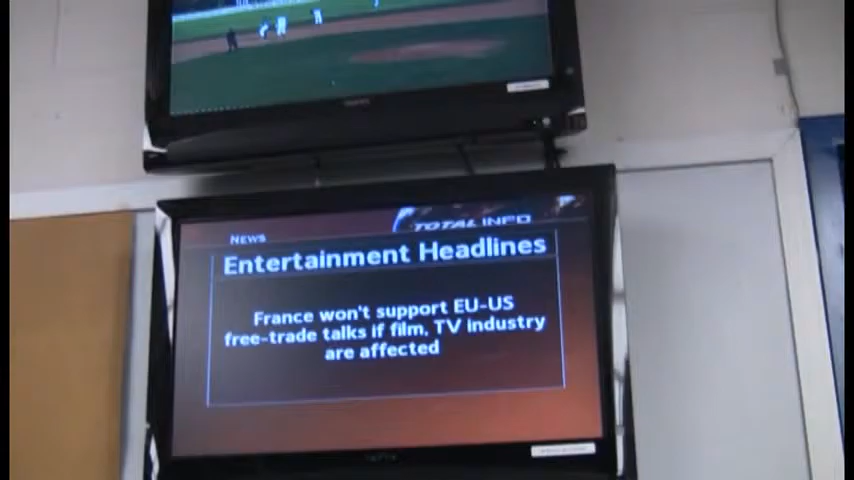 TOTAL INFO
News
Entertainment Headlines
France won't support EU-US
free-trade talks if film, TV industry
are affected